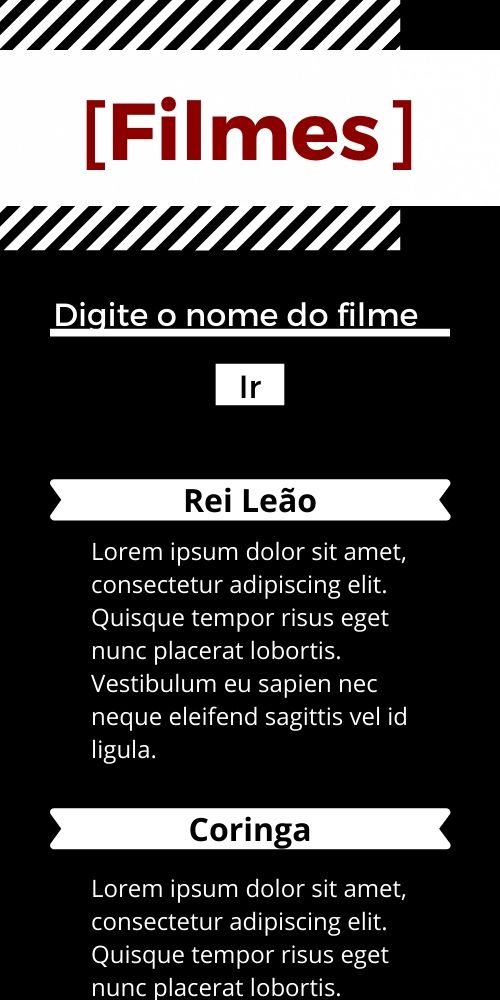 [Filmes]
Digite o nome do filme
Ir
Rei Leão
Lorem ipsum dolor sit amet,
consectetur adipiscing elit.
Quisque tempor risus eget
nunc placerat lobortis.
Vestibulum eu sapien nec
neque eleifend sagittis vel id
ligula.
Coringa
Lorem ipsum dolor sit amet,
consectetur adipiscing elit.
Quisque tempor risus eget
nunc placerat lobortis.